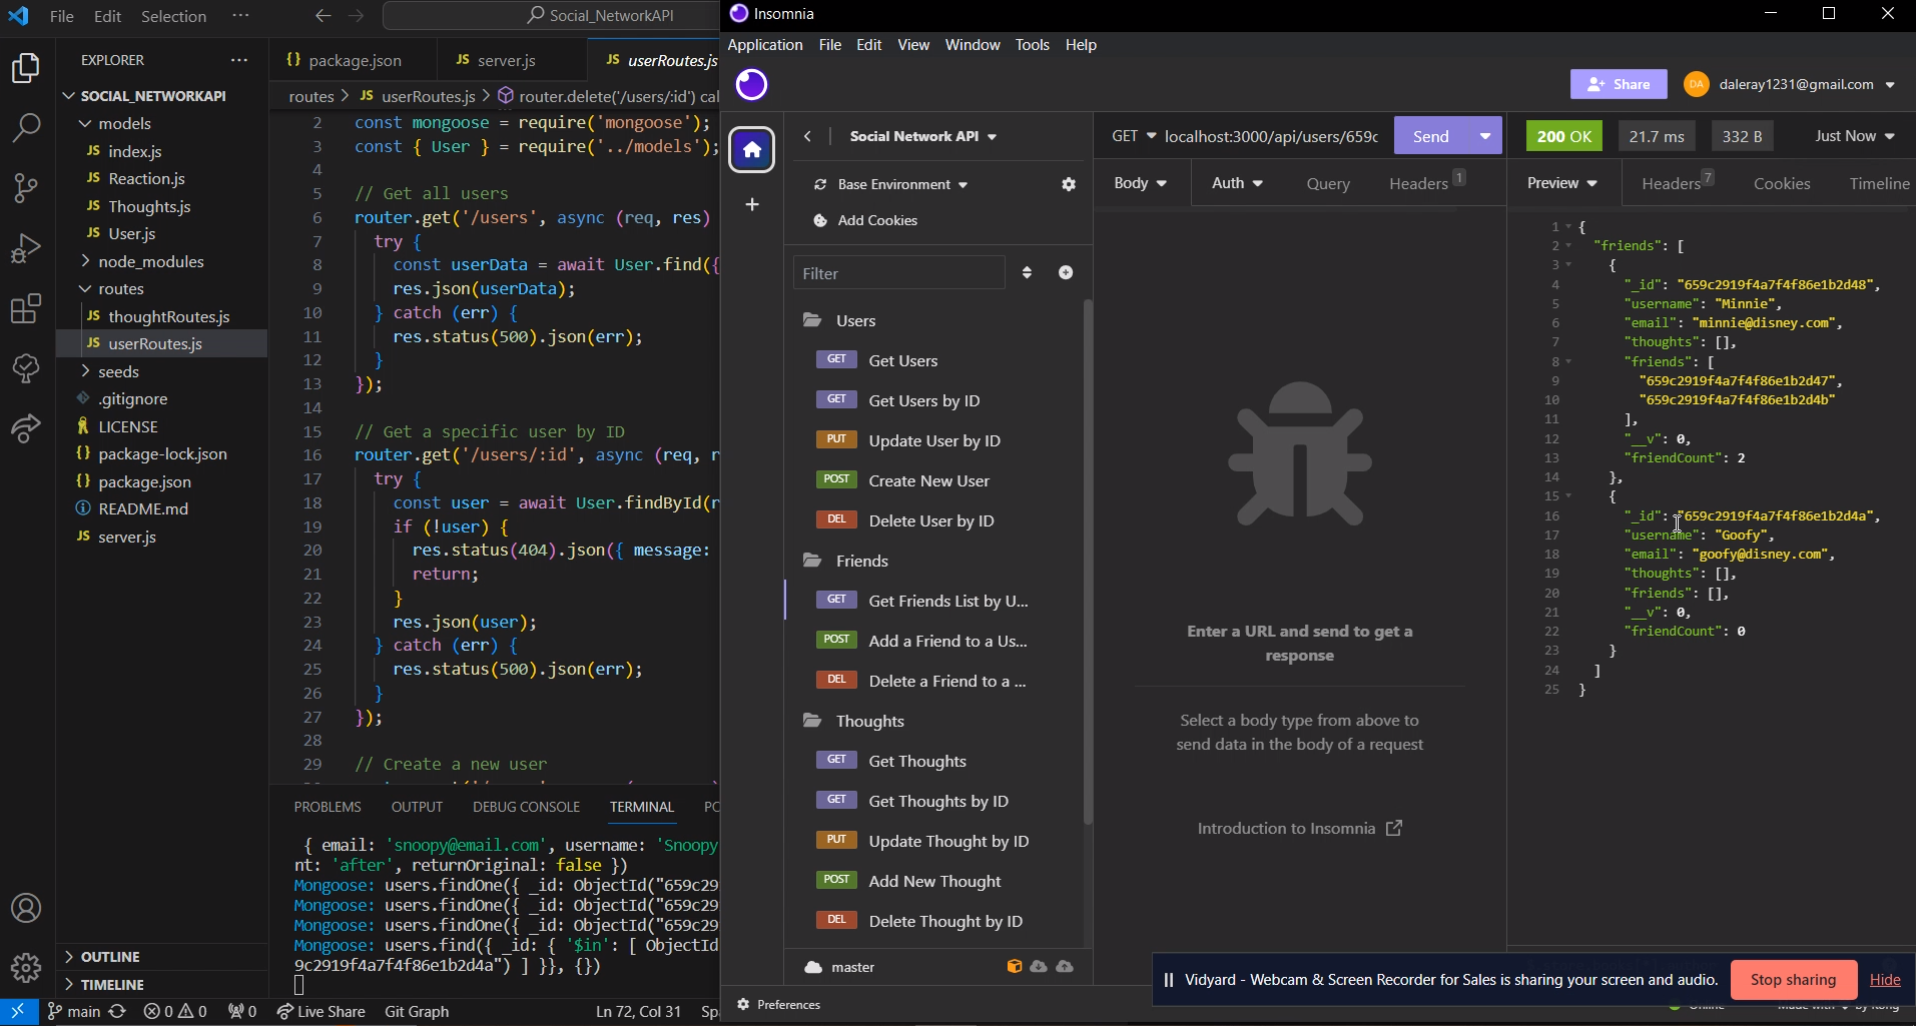 File Edit Selection ··· Social_NetworkAPI
EXPLORER ···
SOCIAL_NETWORKAPI
models
JS index.js
JS Reaction.js
JS Thoughts.js
JS User.js
node_modules
routes
JS thoughtRoutes.js
JS userRoutes.js
seeds
.gitignore
LICENSE
{} package-lock.json
{} package.json
README.md
JS server.js
OUTLINE
TIMELINE
{} package.json JS server.js JS userRoutes.js
routes > JS userRoutes.js > router.delete('/users/:id') cal
2 const mongoose = require('mongoose');
3 const { User } = require('../models');
4
5 // Get all users
6 router.get('/users', async (req, res)
7 try {
8 const userData = await User.find({
9 res.json(userData);
10 } catch (err) {
11 res.status(500).json(err);
12 }
13 });
14
15 // Get a specific user by ID
16 router.get('/users/:id', async (req, r
17 try {
18 const user = await User.findById(r
19 if (!user) {
20 res.status(404).json({ message:
21 return;
22 }
23 res.json(user);
24 } catch (err) {
25 res.status(500).json(err);
26 }
27 });
28
29 // Create a new user
PROBLEMS OUTPUT DEBUG CONSOLE TERMINAL PO
{ email: 'snoopy@email.com', username: 'Snoopy
nt: 'after', returnOriginal: false })
Mongoose: users.findOne({ _id: ObjectId("659c29
Mongoose: users.findOne({ _id: ObjectId("659c29
Mongoose: users.findOne({ _id: ObjectId("659c29
Mongoose: users.find({ _id: { '$in': [ ObjectId
9c2919f4a7f4f86e1b2d4a") ] }}, {})
main 0 0 0 Live Share Git Graph Ln 72, Col 31 Sp
Insomnia
Application File Edit View Window Tools Help
Share DA daleray1231@gmail.com
Social Network API
Base Environment
Add Cookies
Filter
Users
GET Get Users
GET Get Users by ID
PUT Update User by ID
POST Create New User
DEL Delete User by ID
Friends
GET Get Friends List by U...
POST Add a Friend to a Us...
DEL Delete a Friend to a ...
Thoughts
GET Get Thoughts
GET Get Thoughts by ID
PUT Update Thought by ID
POST Add New Thought
DEL Delete Thought by ID
master
Preferences
GET localhost:3000/api/users/659c Send
Body Auth Query Headers 1
Enter a URL and send to get a
response
Select a body type from above to
send data in the body of a request
Introduction to Insomnia
200 OK 21.7 ms 332 B Just Now
Preview Headers 7 Cookies Timeline
1 {
2 "friends": [
3 {
4 "_id": "659c2919f4a7f4f86e1b2d48",
5 "username": "Minnie",
6 "email": "minnie@disney.com",
7 "thoughts": [],
8 "friends": [
9 "659c2919f4a7f4f86e1b2d47",
10 "659c2919f4a7f4f86e1b2d4b"
11 ],
12 "__v": 0,
13 "friendCount": 2
14 },
15 {
16 "_id": "659c2919f4a7f4f86e1b2d4a",
17 "username": "Goofy",
18 "email": "goofy@disney.com",
19 "thoughts": [],
20 "friends": [],
21 "__v": 0,
22 "friendCount": 0
23 }
24 ]
25 }
Vidyard - Webcam & Screen Recorder for Sales is sharing your screen and audio. Stop sharing Hide